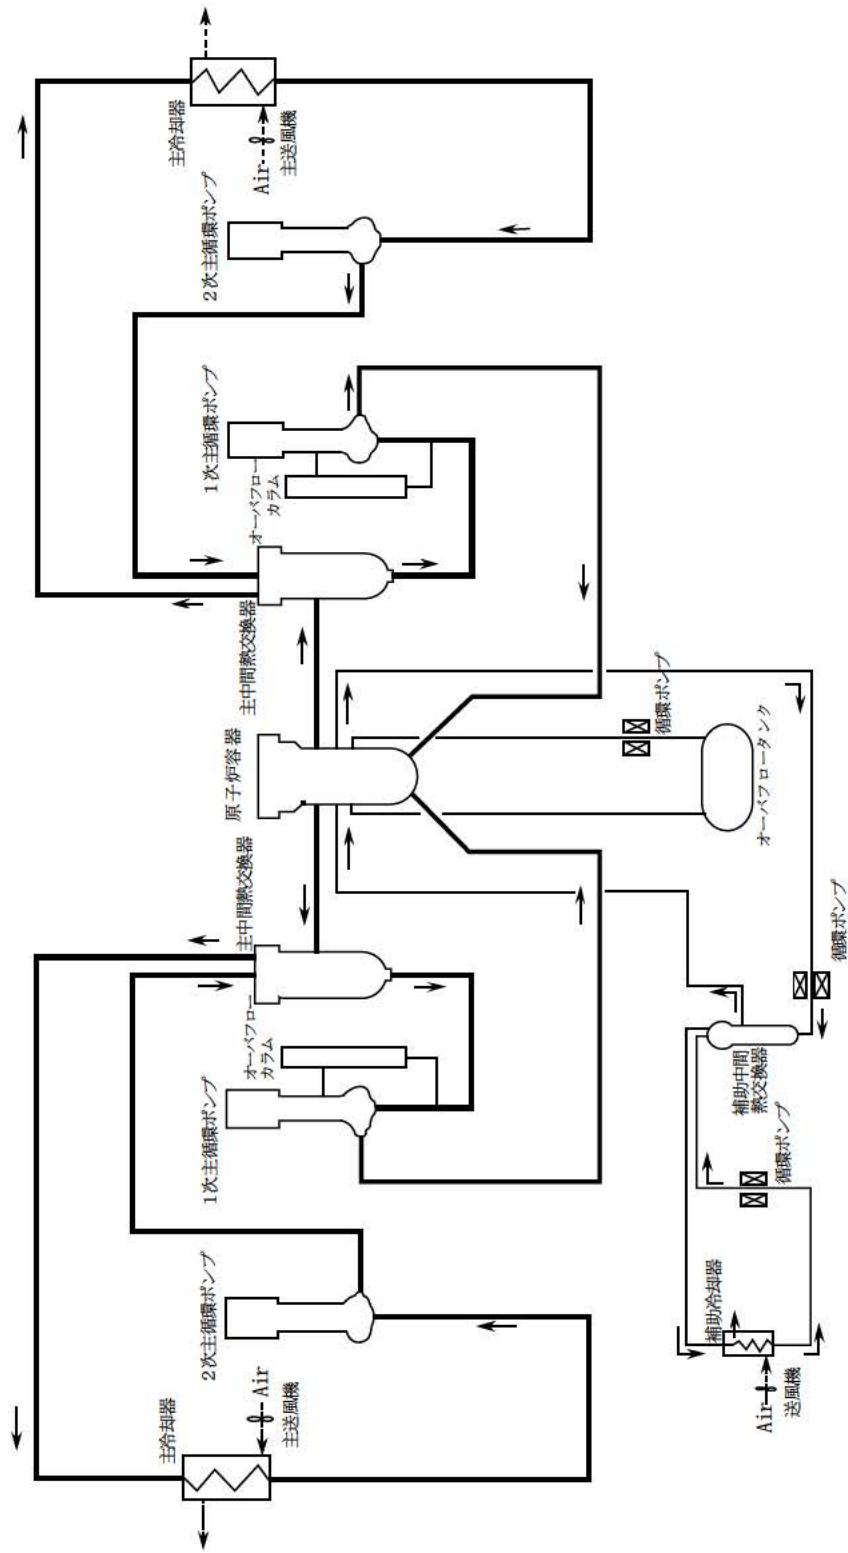 主冷却器
Air
主送風機
2次主循環ポンプ
1次主循環ポンプ
オーバフロー
カラム
主中間熱交換器
原子炉容器
主中間熱交換器
オーバフロー
カラム
1次主循環ポンプ
2次主循環ポンプ
主冷却器
Air
主送風機
循環ポンプ
オーバフロータンク
循環ポンプ
補助中間
熱交換器
循環ポンプ
補助冷却器
Air
送風機